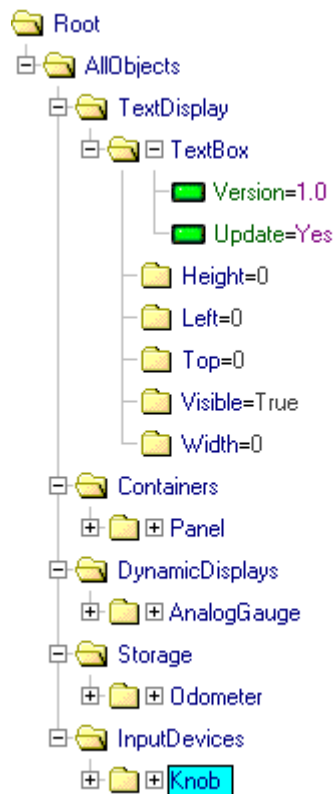 Root
AllObjects
TextDisplay
TextBox
Version=1.0
Update=Yes
Height=0
Left=0
Top=0
Visible=True
Width=0
Containers
Panel
DynamicDisplays
AnalogGauge
Storage
Odometer
InputDevices
Knob